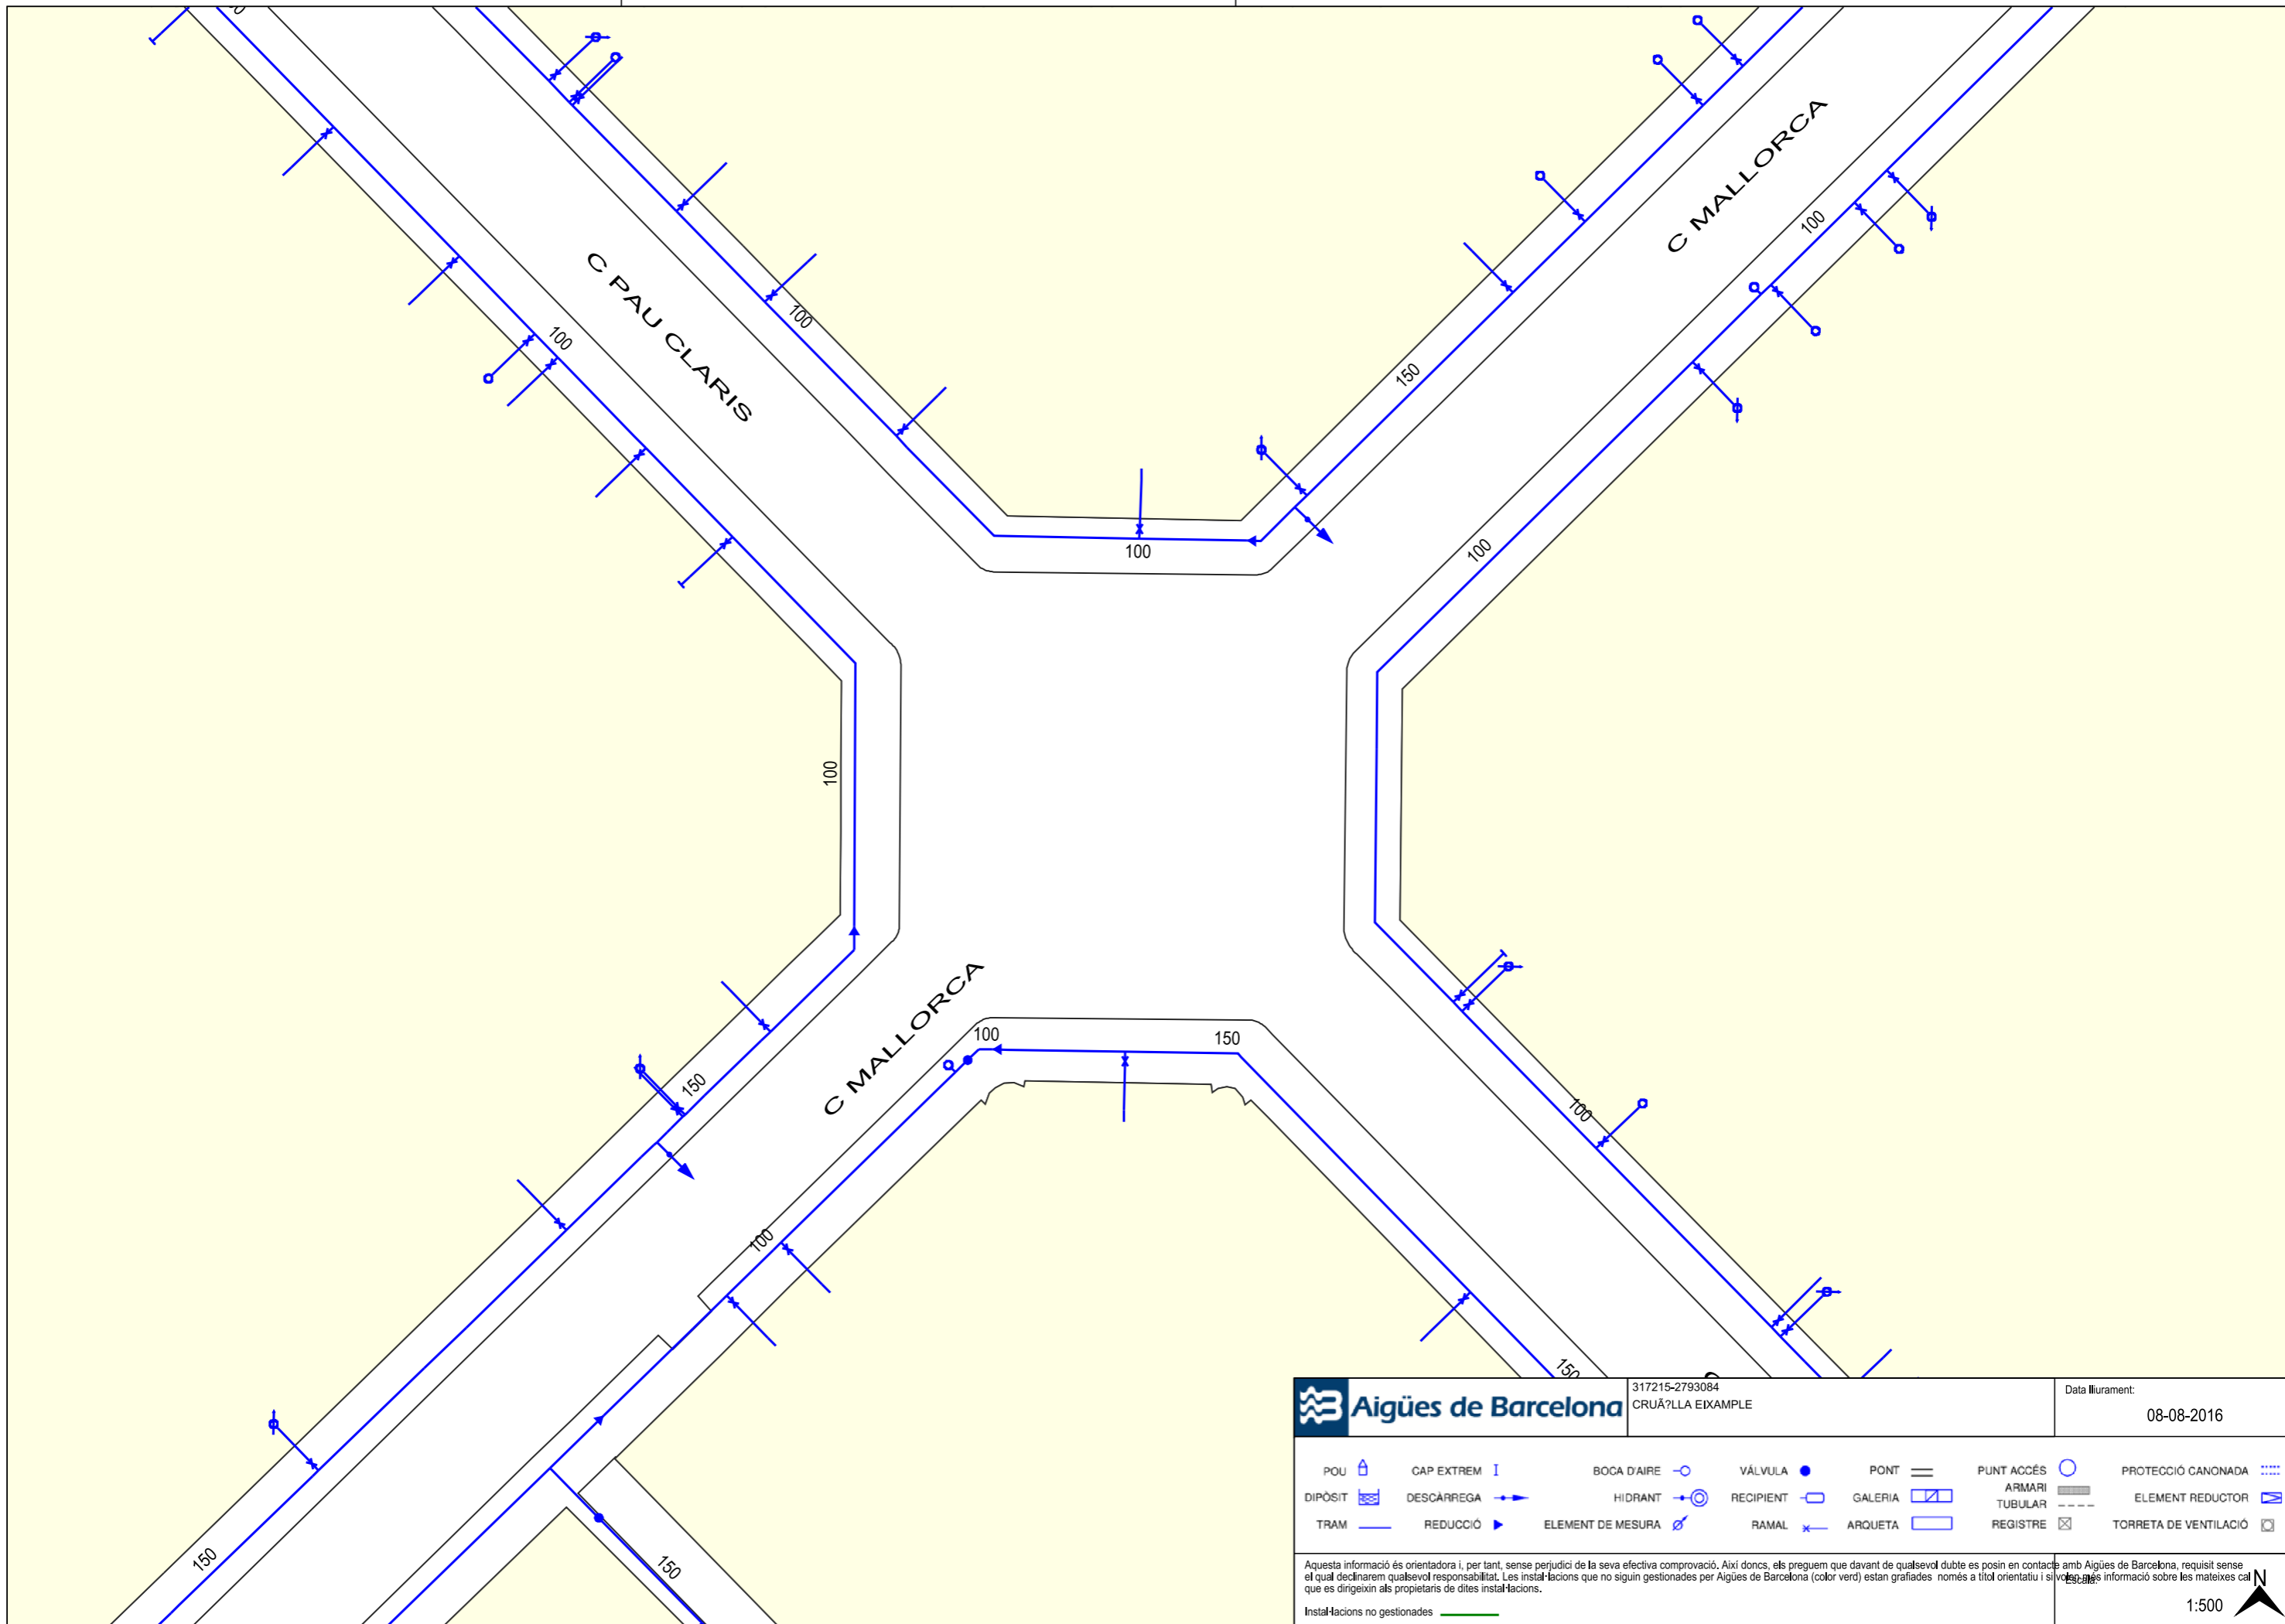 C PAU CLARIS
C MALLORCA
100
100
100
150
100
100
100
C MALLORCA
100
150
150
100
100
150
150
150
Aigües de Barcelona
317215-2793084
CRUÃ?LLA EIXAMPLE
Data lliurament:
08-08-2016
POU
CAP EXTREM
BOCA D'AIRE
VÁLVULA
PONT
PUNT ACCÉS
PROTECCIÓ CANONADA
DIPÒSIT
DESCÀRREGA
HIDRANT
RECIPIENT
GALERIA
ARMARI
TUBULAR
ELEMENT REDUCTOR
TRAM
REDUCCIÓ
ELEMENT DE MESURA
RAMAL
ARQUETA
REGISTRE
TORRETA DE VENTILACIÓ
Aquesta informació és orientadora i, per tant, sense perjudici de la seva efectiva comprovació. Així doncs, els preguem que davant de qualsevol dubte es posin en contacte amb Aigües de Barcelona, requisit sense
el qual declinarem qualsevol responsabilitat. Les instal·lacions que no siguin gestionades per Aigües de Barcelona (color verd) estan grafiades només a títol orientatiu i si volen més informació sobre les mateixes cal
que es dirigeixin als propietaris de dites instal·lacions.
Instal·lacions no gestionades
Escala:
1:500
N